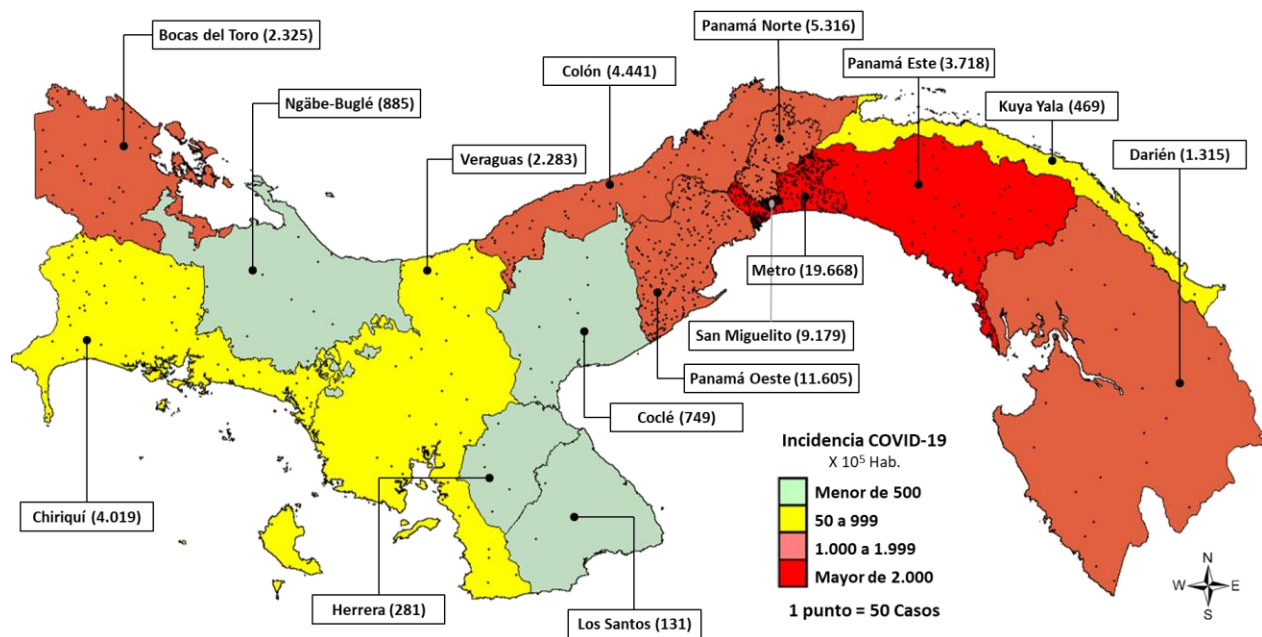 Bocas del Toro (2.325)
Ngäbe-Buglé (885)
Veraguas (2.283)
Colón (4.441)
Panamá Norte (5.316)
Panamá Este (3.718)
Kuya Yala (469)
Darién (1.315)
Metro (19.668)
San Miguelito (9.179)
Panamá Oeste (11.605)
Coclé (749)
Chiriquí (4.019)
Herrera (281)
Los Santos (131)
Incidencia COVID-19
X 10⁵ Hab.
Menor de 500
50 a 999
1.000 a 1.999
Mayor de 2.000
1 punto = 50 Casos
N
W E
S